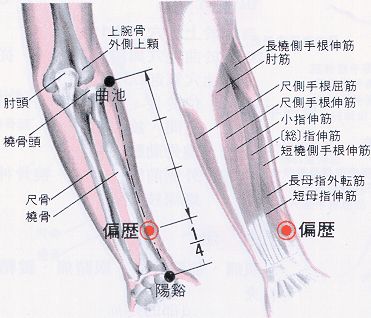 上腕骨
外側上顆
曲池
肘頭
橈骨頭
尺骨
橈骨
偏歴
1
4
陽谿
長橈側手根伸筋
肘筋
尺側手根屈筋
尺側手根伸筋
小指伸筋
〔総〕指伸筋
短橈側手根伸筋
長母指外転筋
短母指伸筋
偏歴